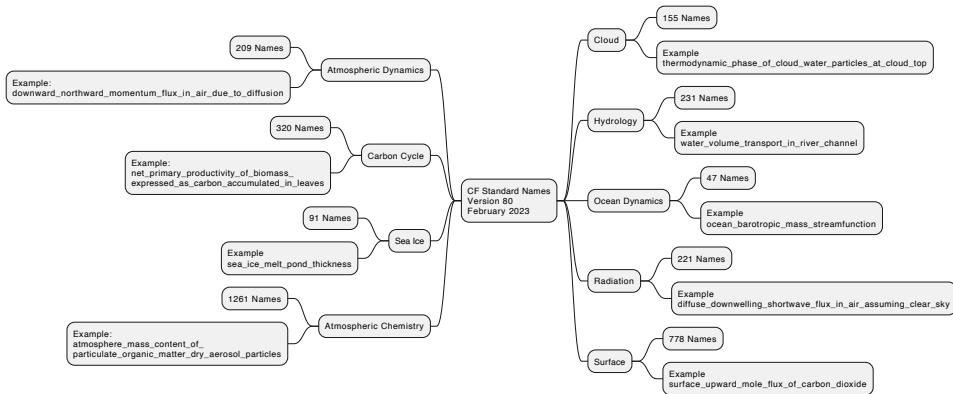 209 Names
Atmospheric Dynamics
Example:
downward_northward_momentum_flux_in_air_due_to_diffusion
320 Names
Carbon Cycle
Example:
net_primary_productivity_of_biomass_
expressed_as_carbon_accumulated_in_leaves
91 Names
Sea Ice
Example
sea_ice_melt_pond_thickness
1261 Names
Atmospheric Chemistry
Example:
atmosphere_mass_content_of_
particulate_organic_matter_dry_aerosol_particles
CF Standard Names
Version 80
February 2023
155 Names
Cloud
Example
thermodynamic_phase_of_cloud_water_particles_at_cloud_top
231 Names
Hydrology
Example
water_volume_transport_in_river_channel
47 Names
Ocean Dynamics
Example
ocean_barotropic_mass_streamfunction
221 Names
Radiation
Example
diffuse_downwelling_shortwave_flux_in_air_assuming_clear_sky
778 Names
Surface
Example
surface_upward_mole_flux_of_carbon_dioxide